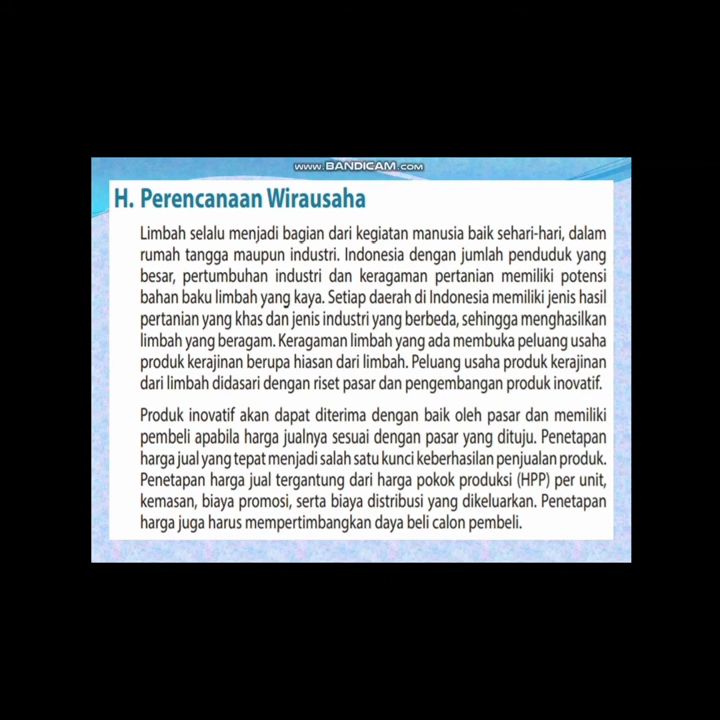 www.BANDICAM.com
H. Perencanaan Wirausaha
Limbah selalu menjadi bagian dari kegiatan manusia baik sehari-hari, dalam
rumah tangga maupun industri. Indonesia dengan jumlah penduduk yang
besar, pertumbuhan industri dan keragaman pertanian memiliki potensi
bahan baku limbah yang kaya. Setiap daerah di Indonesia memiliki jenis hasil
pertanian yang khas dan jenis industri yang berbeda, sehingga menghasilkan
limbah yang beragam. Keragaman limbah yang ada membuka peluang usaha
produk kerajinan berupa hiasan dari limbah. Peluang usaha produk kerajinan
dari limbah didasari dengan riset pasar dan pengembangan produk inovatif.
Produk inovatif akan dapat diterima dengan baik oleh pasar dan memiliki
pembeli apabila harga jualnya sesuai dengan pasar yang dituju. Penetapan
harga jual yang tepat menjadi salah satu kunci keberhasilan penjualan produk.
Penetapan harga jual tergantung dari harga pokok produksi (HPP) per unit,
kemasan, biaya promosi, serta biaya distribusi yang dikeluarkan. Penetapan
harga juga harus mempertimbangkan daya beli calon pembeli.